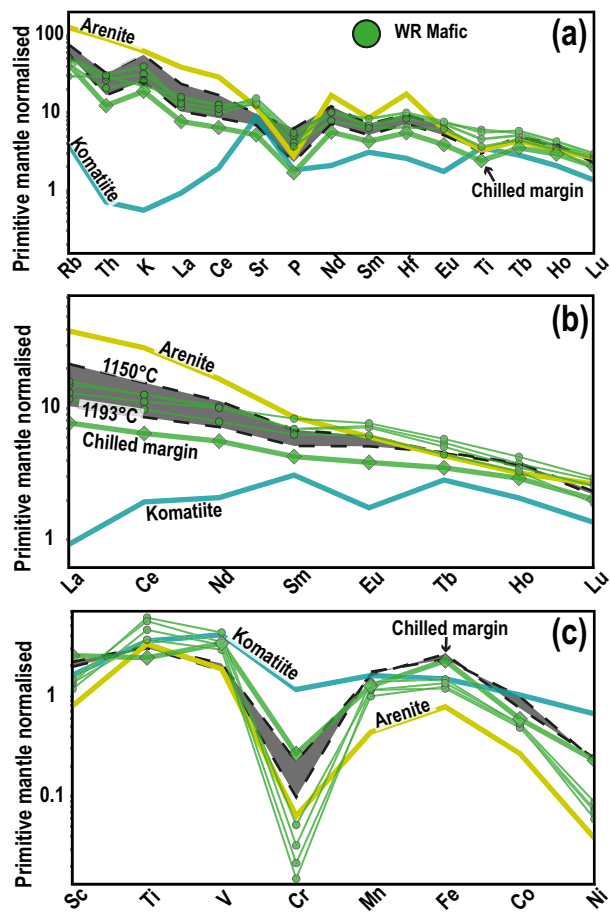 Primitive mantle normalised
100
10
1
Arenite
WR Mafic
(a)
Komatiite
Chilled margin
Rb Th K La Ce Sr P Nd Sm Hf Eu Ti Tb Ho Lu
Primitive mantle normalised
10
1
(b)
Arenite
1150°C
1193°C
Chilled margin
Komatiite
La Ce Nd Sm Eu Tb Ho Lu
Primitive mantle normalised
1
0.1
(c)
Komatiite
Chilled margin
Arenite
Sc Ti V Cr Mn Fe Co Ni